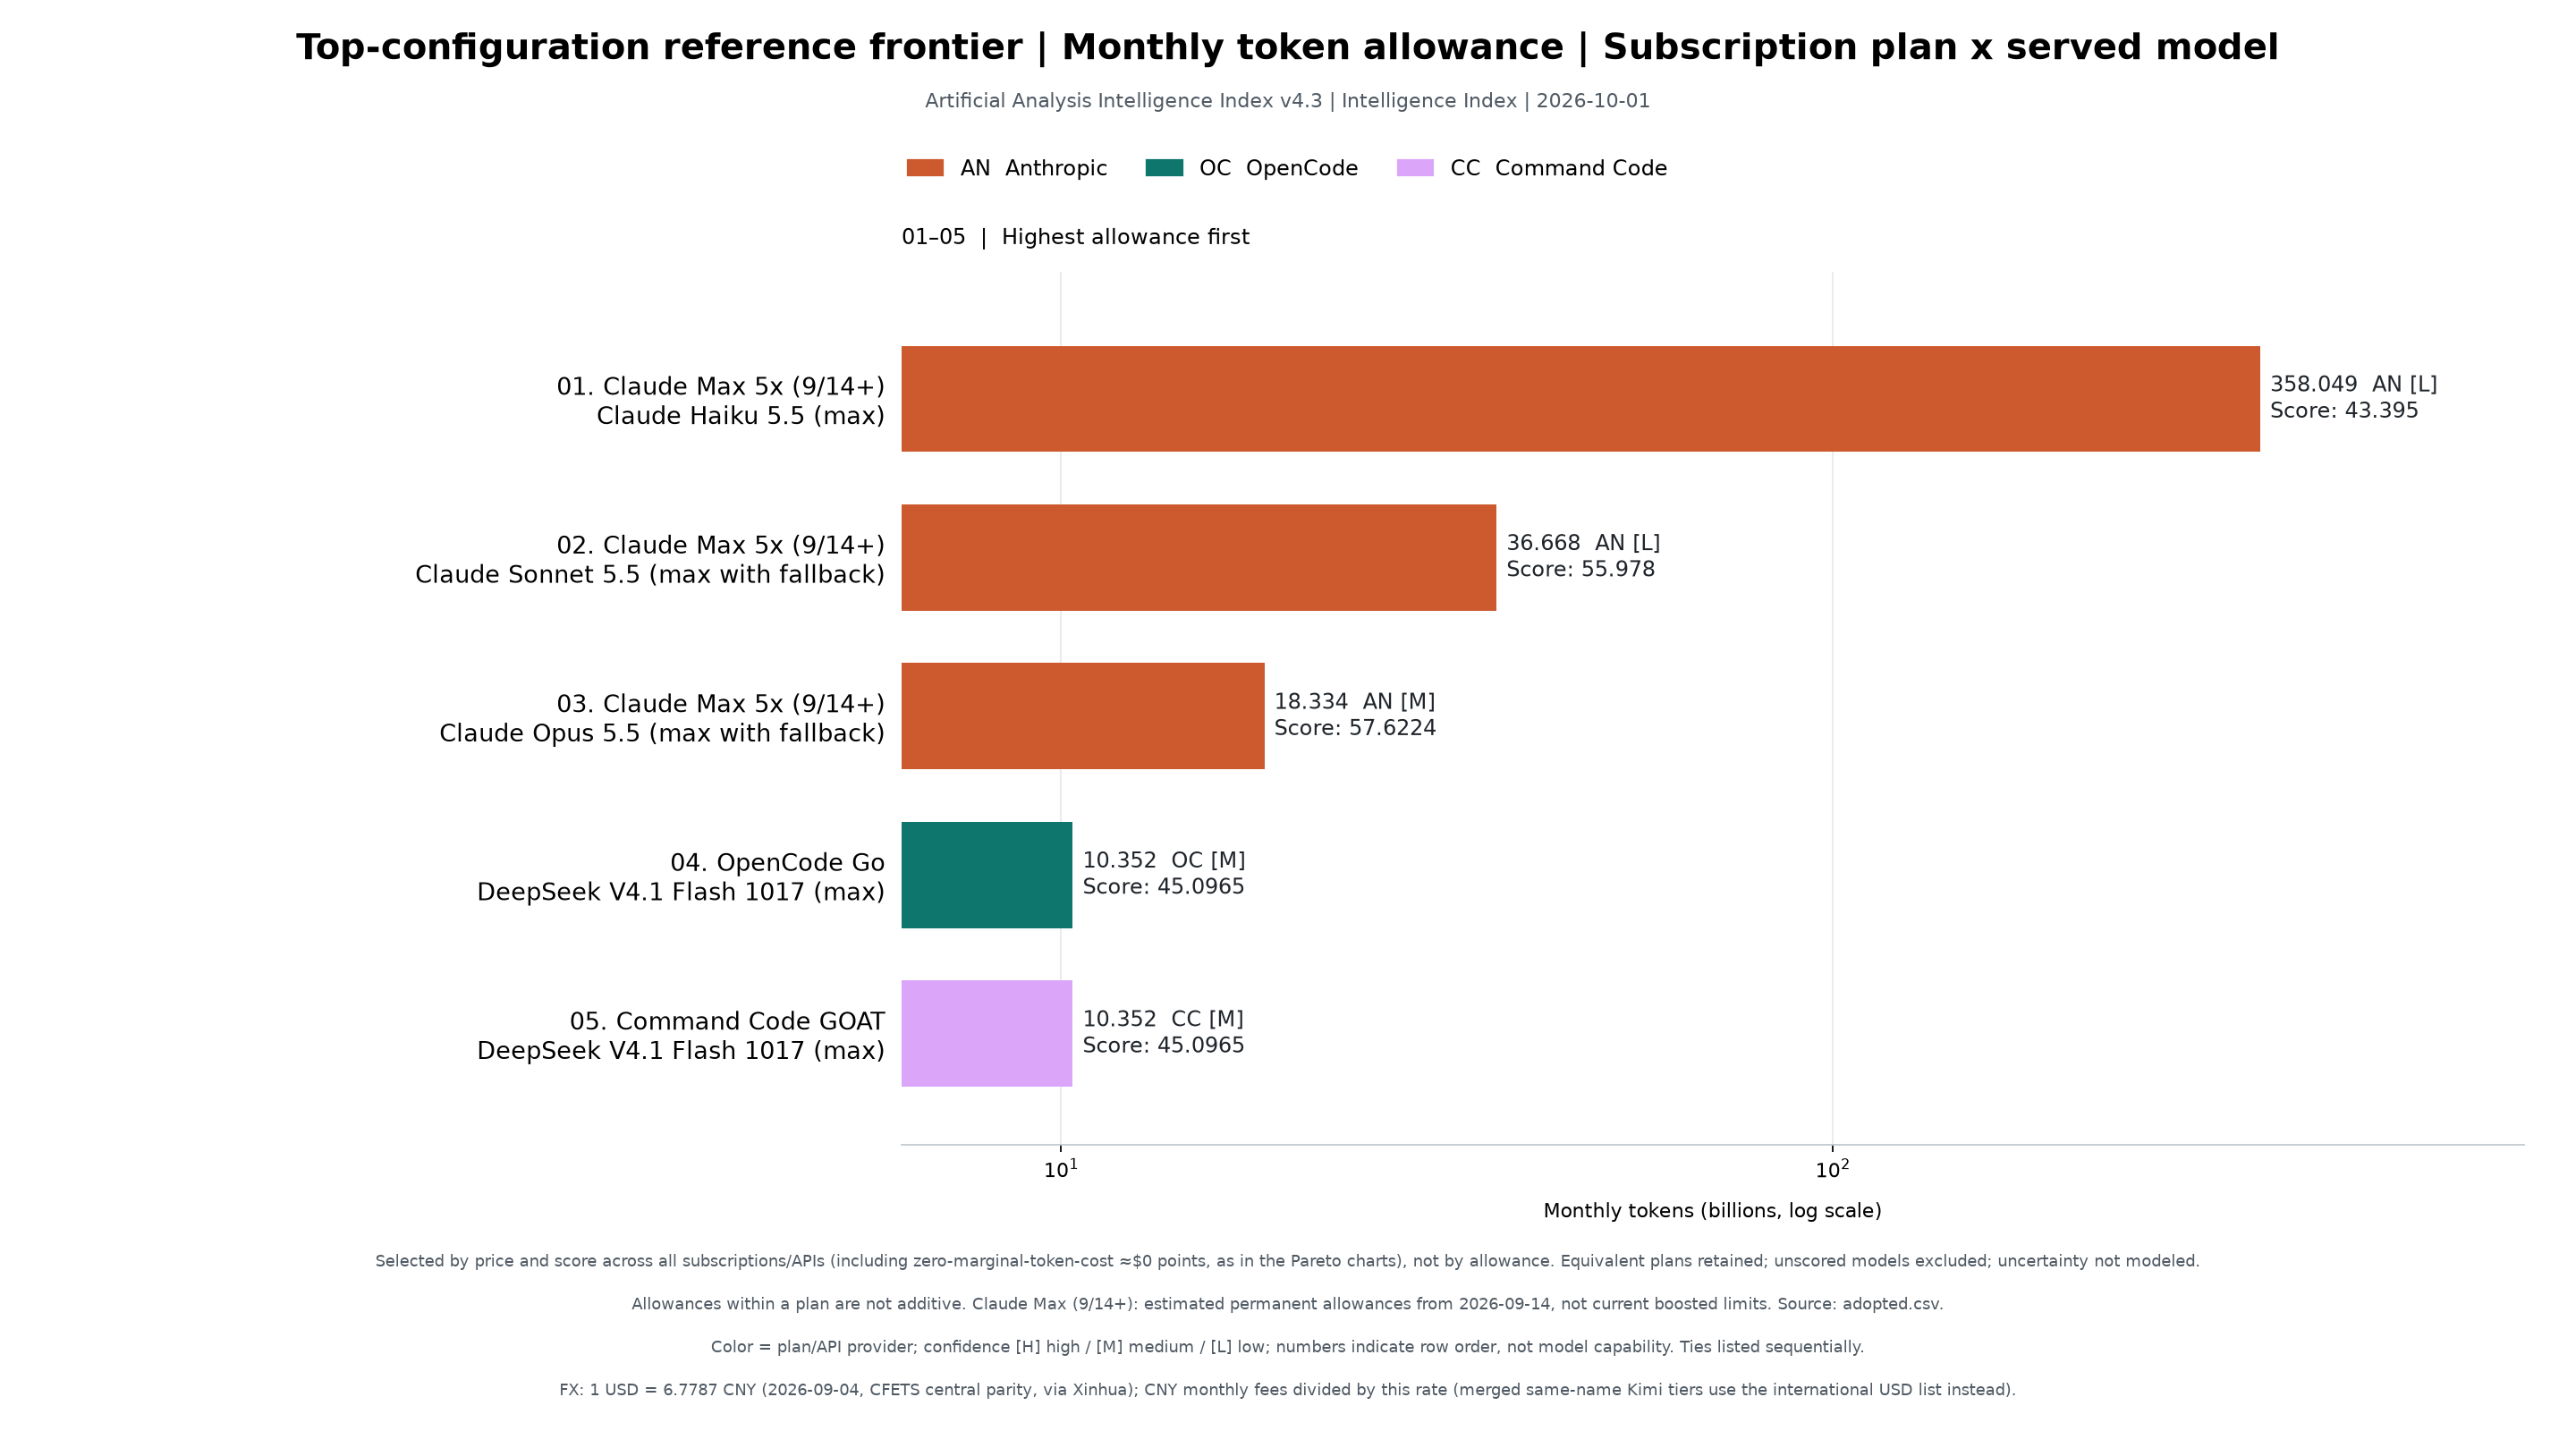 Top-configuration reference frontier | Monthly token allowance | Subscription plan x served model
Artificial Analysis Intelligence Index v4.3 | Intelligence Index | 2026-10-01
AN  Anthropic
OC  OpenCode
CC  Command Code
01–05  |  Highest allowance first
01. Claude Max 5x (9/14+)
Claude Haiku 5.5 (max)
358.049  AN [L]
Score: 43.395
02. Claude Max 5x (9/14+)
Claude Sonnet 5.5 (max with fallback)
36.668  AN [L]
Score: 55.978
03. Claude Max 5x (9/14+)
Claude Opus 5.5 (max with fallback)
18.334  AN [M]
Score: 57.6224
04. OpenCode Go
DeepSeek V4.1 Flash 1017 (max)
10.352  OC [M]
Score: 45.0965
05. Command Code GOAT
DeepSeek V4.1 Flash 1017 (max)
10.352  CC [M]
Score: 45.0965
10¹
10²
Monthly tokens (billions, log scale)
Selected by price and score across all subscriptions/APIs (including zero-marginal-token-cost ≈$0 points, as in the Pareto charts), not by allowance. Equivalent plans retained; unscored models excluded; uncertainty not modeled.
Allowances within a plan are not additive. Claude Max (9/14+): estimated permanent allowances from 2026-09-14, not current boosted limits. Source: adopted.csv.
Color = plan/API provider; confidence [H] high / [M] medium / [L] low; numbers indicate row order, not model capability. Ties listed sequentially.
FX: 1 USD = 6.7787 CNY (2026-09-04, CFETS central parity, via Xinhua); CNY monthly fees divided by this rate (merged same-name Kimi tiers use the international USD list instead).